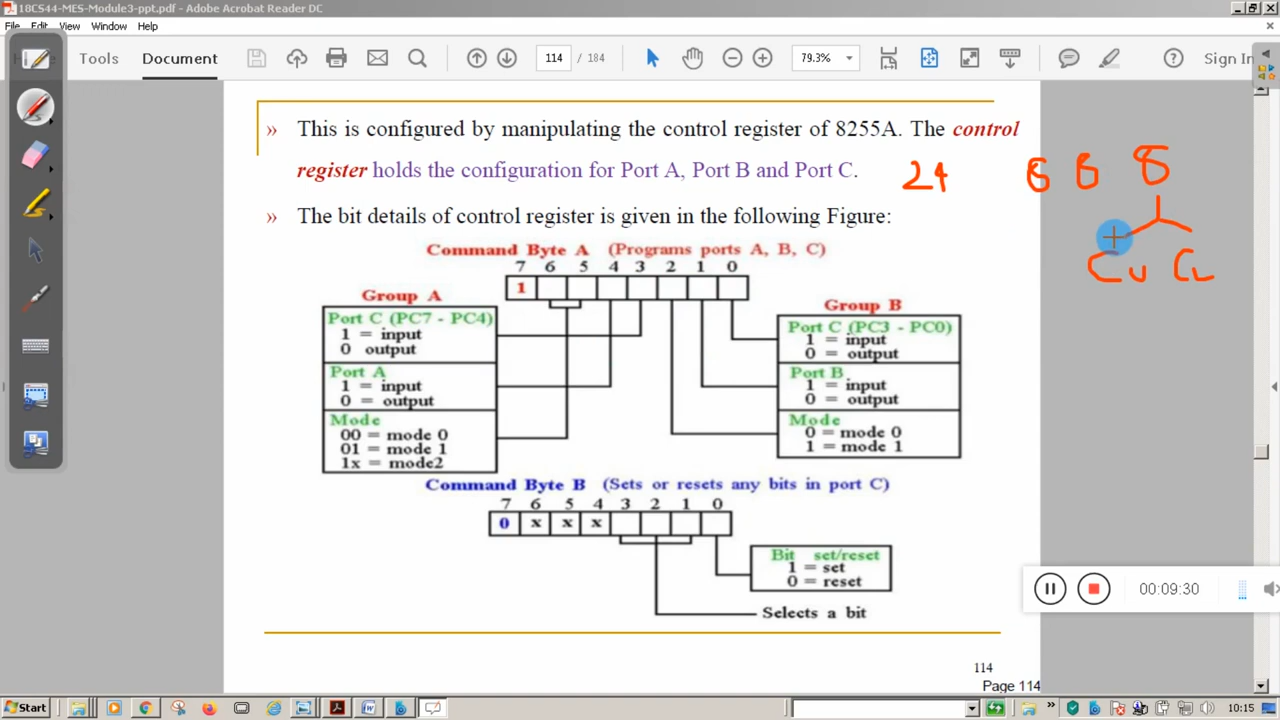 18CS44-MES-Module3-ppt.pdf - Adobe Acrobat Reader DC
File Edit View Window Help
Tools Document 114 / 184 79.3% Sign In
» This is configured by manipulating the control register of 8255A. The control
register holds the configuration for Port A, Port B and Port C.
24 8 8 8
» The bit details of control register is given in the following Figure:
Cu CL
Command Byte A (Programs ports A, B, C)
7 6 5 4 3 2 1 0
1
Group A
Port C (PC7 - PC4)
1 = input
0 output
Port A
1 = input
0 = output
Mode
00 = mode 0
01 = mode 1
1x = mode2
Group B
Port C (PC3 - PC0)
1 = input
0 = output
Port B
1 = input
0 = output
Mode
0 = mode 0
1 = mode 1
Command Byte B (Sets or resets any bits in port C)
7 6 5 4 3 2 1 0
0 x x x
Bit set/reset
1 = set
0 = reset
Selects a bit
00:09:30
114
Page 114
Start
10:15